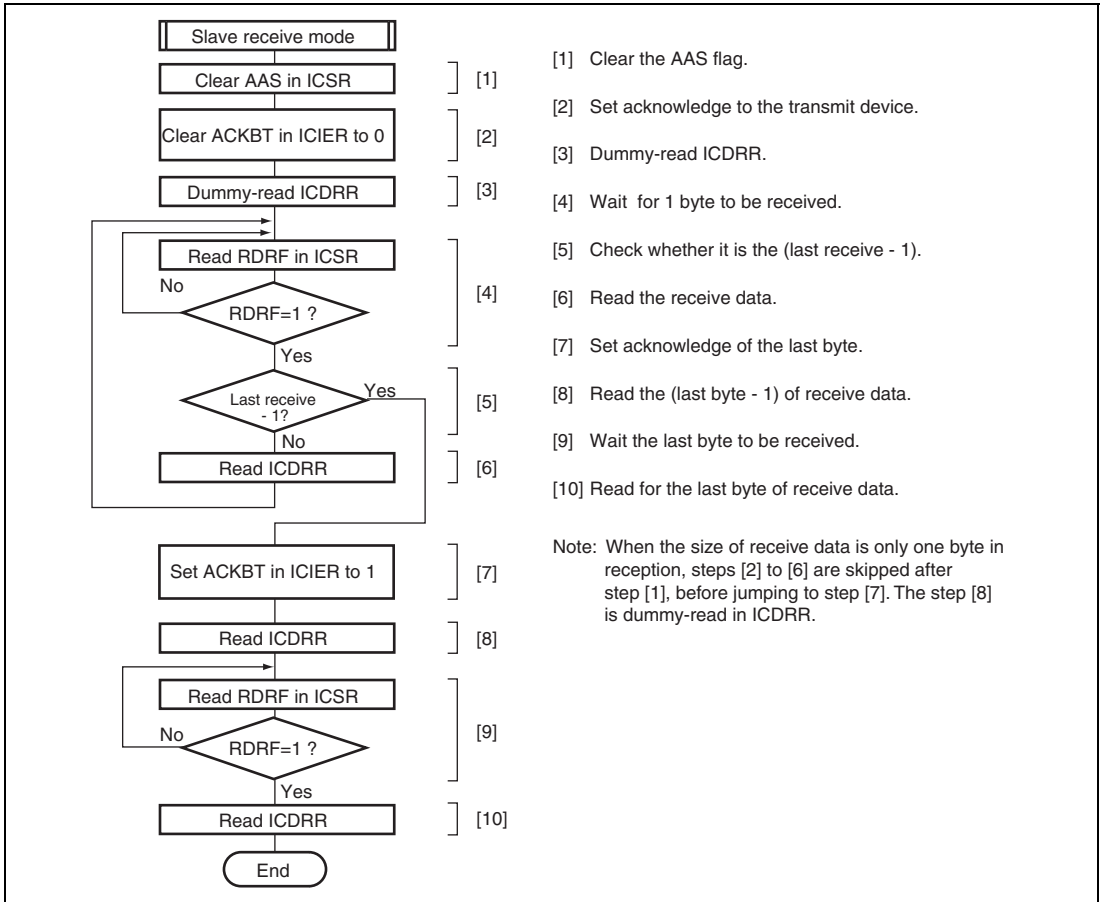 Slave receive mode
Clear AAS in ICSR
[1]
Clear ACKBT in ICIER to 0
[2]
Dummy-read ICDRR
[3]
Read RDRF in ICSR
No
RDRF=1 ?
[4]
Yes
Last receive
- 1?
Yes
[5]
No
Read ICDRR
[6]
Set ACKBT in ICIER to 1
[7]
Read ICDRR
[8]
Read RDRF in ICSR
No
RDRF=1 ?
[9]
Yes
Read ICDRR
[10]
End
[1] Clear the AAS flag.
[2] Set acknowledge to the transmit device.
[3] Dummy-read ICDRR.
[4] Wait for 1 byte to be received.
[5] Check whether it is the (last receive - 1).
[6] Read the receive data.
[7] Set acknowledge of the last byte.
[8] Read the (last byte - 1) of receive data.
[9] Wait the last byte to be received.
[10] Read for the last byte of receive data.
Note: When the size of receive data is only one byte in
reception, steps [2] to [6] are skipped after
step [1], before jumping to step [7]. The step [8]
is dummy-read in ICDRR.